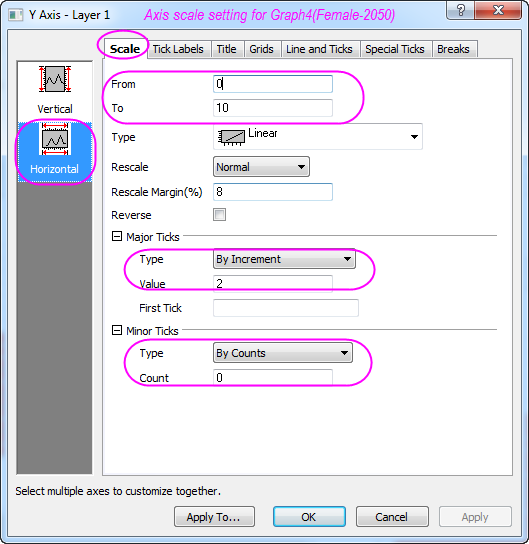 Y Axis - Layer 1
Axis scale setting for Graph4(Female-2050)
Scale
Tick Labels
Title
Grids
Line and Ticks
Special Ticks
Breaks
Vertical
Horizontal
From 0
To 10
Type Linear
Rescale Normal
Rescale Margin(%) 8
Reverse
Major Ticks
Type By Increment
Value 2
First Tick
Minor Ticks
Type By Counts
Count 0
Select multiple axes to customize together.
Apply To...
OK
Cancel
Apply